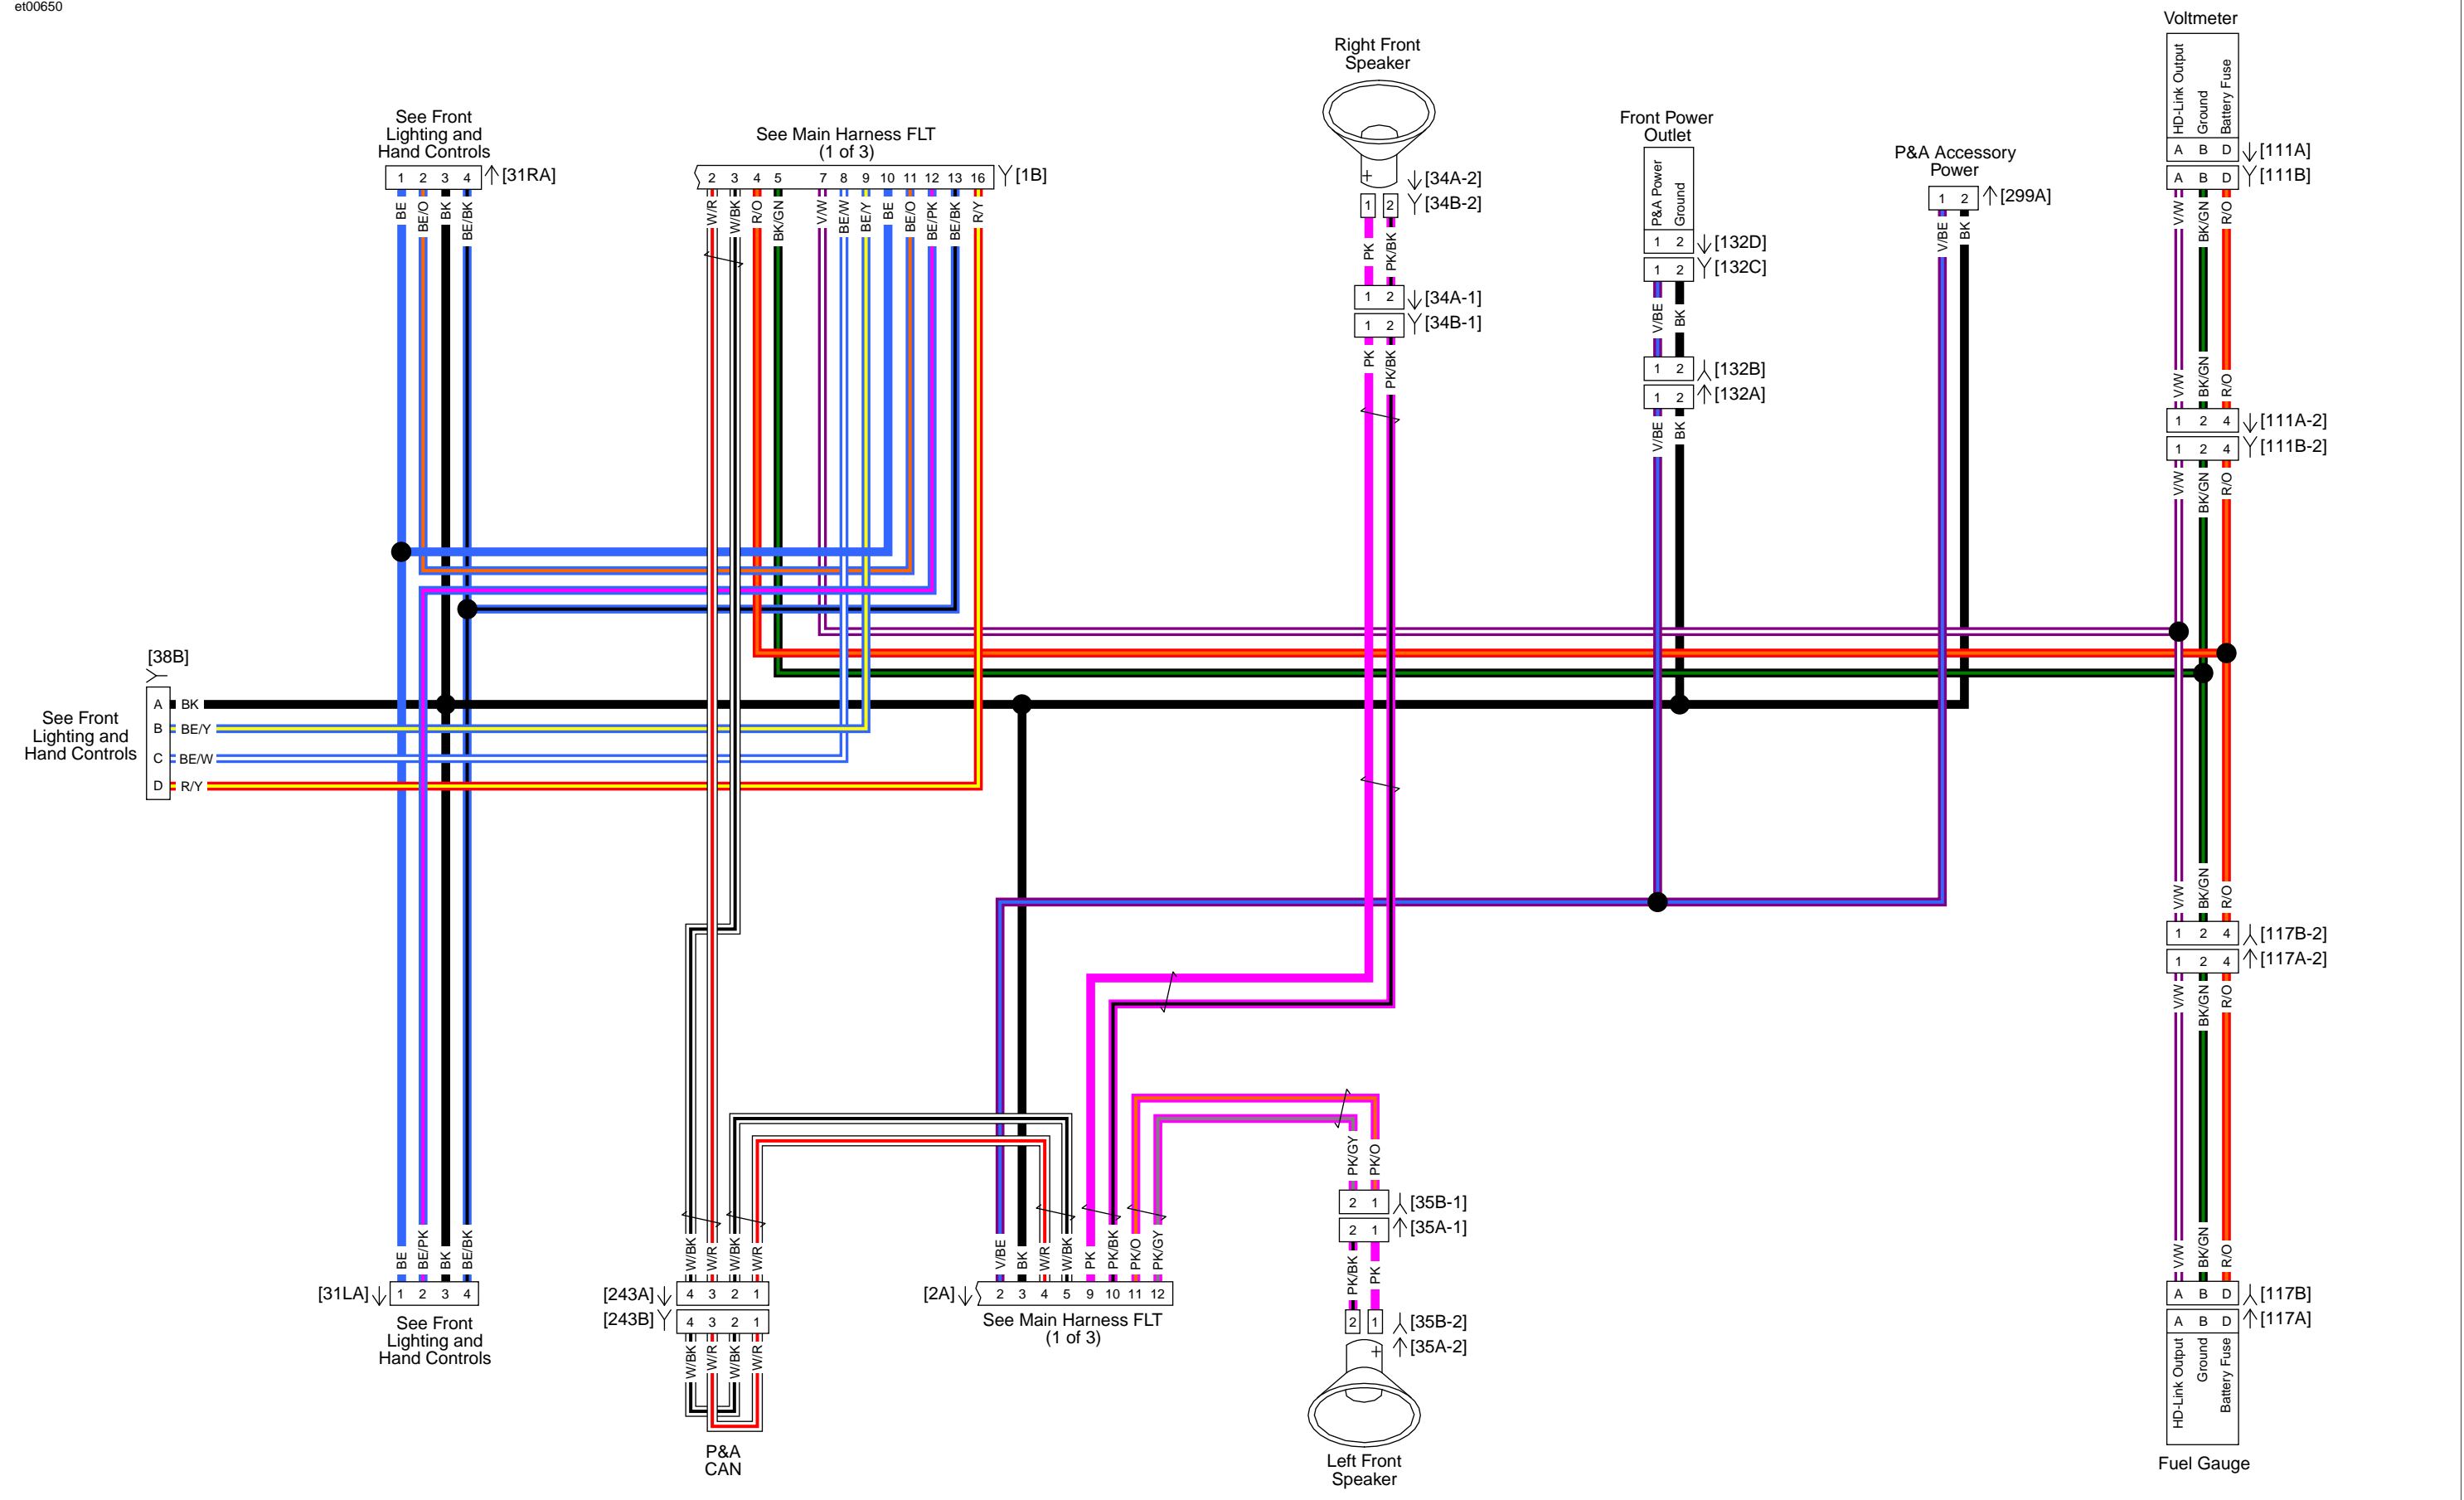 et00650
Voltmeter
HD-Link Output
Ground
Battery Fuse
A B D [111A]
A B D [111B]
V/W BK/GN R/O
V/W BK/GN R/O
1 2 4 [111A-2]
1 2 4 [111B-2]
V/W BK/GN R/O
V/W BK/GN R/O
1 2 4 [117B-2]
1 2 4 [117A-2]
V/W BK/GN R/O
V/W BK/GN R/O
A B D [117B]
A B D [117A]
HD-Link Output
Ground
Battery Fuse
Fuel Gauge
See Front
Lighting and
Hand Controls
1 2 3 4 [31RA]
BE BE/O BK BE/BK
See Main Harness FLT
(1 of 3)
2 3 4 5 7 8 9 10 11 12 13 16 [1B]
W/R W/BK R/O BK/GN V/W BE/W BE/Y BE BE/O BE/PK BE/BK R/Y
Right Front
Speaker
+
[34A-2]
1 2 [34B-2]
PK PK/BK
1 2 [34A-1]
1 2 [34B-1]
PK PK/BK
Front Power
Outlet
P&A Power
Ground
1 2 [132D]
1 2 [132C]
V/BE BK
1 2 [132B]
1 2 [132A]
V/BE BK
P&A Accessory
Power
1 2 [299A]
V/BE BK
[38B]
See Front
Lighting and
Hand Controls
A BK
B BE/Y
C BE/W
D R/Y
BE BE/PK BK BE/BK
[31LA] 1 2 3 4
See Front
Lighting and
Hand Controls
W/BK W/R W/BK W/R
[243A] 4 3 2 1
[243B] 4 3 2 1
W/BK W/R W/BK W/R
P&A
CAN
V/BE BK W/R W/BK PK PK/BK PK/O PK/GY
[2A] 2 3 4 5 9 10 11 12
See Main Harness FLT
(1 of 3)
PK/GY PK/O
2 1 [35B-1]
2 1 [35A-1]
PK/BK PK
2 1 [35B-2]
+ [35A-2]
Left Front
Speaker